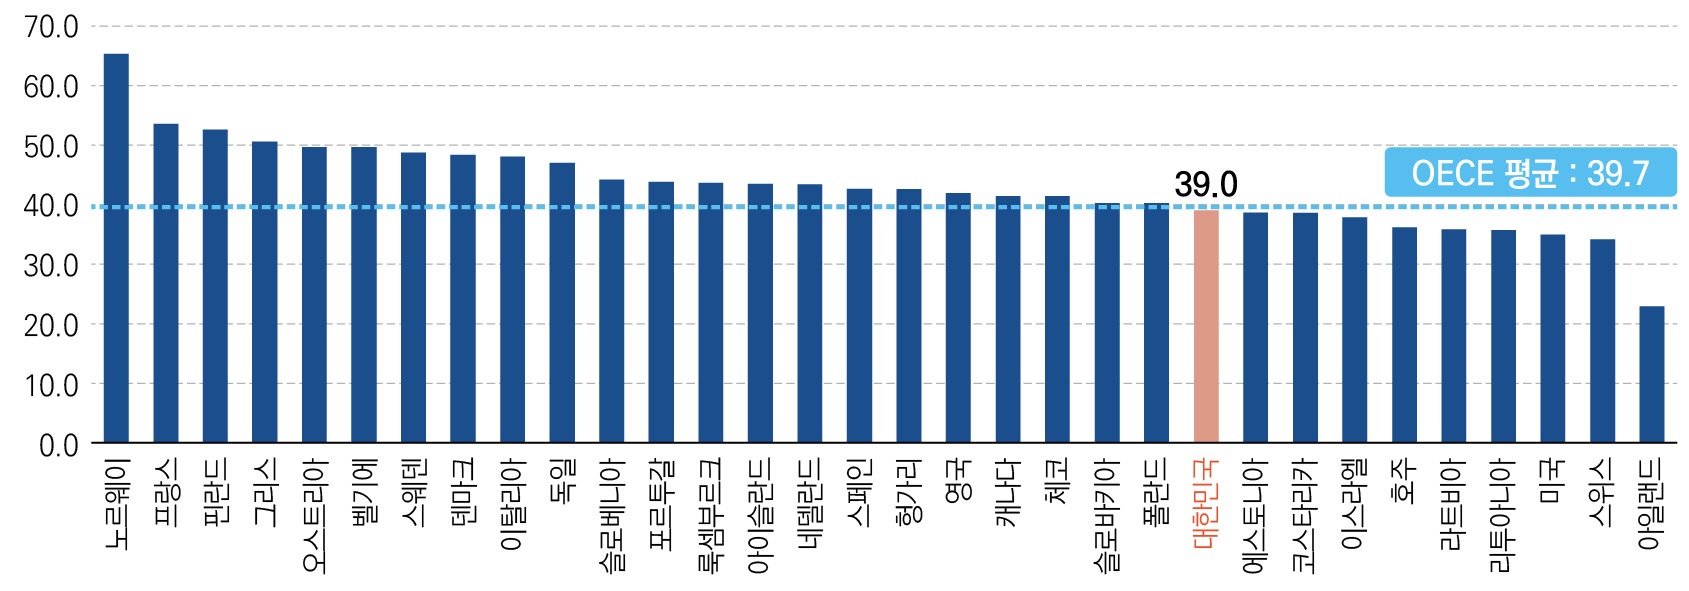 70.0
60.0
50.0
40.0
30.0
20.0
10.0
0.0
OECE 평균 : 39.7
39.0
노르웨이
프랑스
핀란드
그리스
오스트리아
벨기에
스웨덴
덴마크
이탈리아
독일
슬로베니아
포르투갈
룩셈부르크
아이슬란드
네델란드
스페인
헝가리
영국
캐나다
체코
슬로바키아
폴란드
대한민국
에스토니아
코스타리카
이스라엘
호주
라트비아
리투아니아
미국
스위스
아일랜드